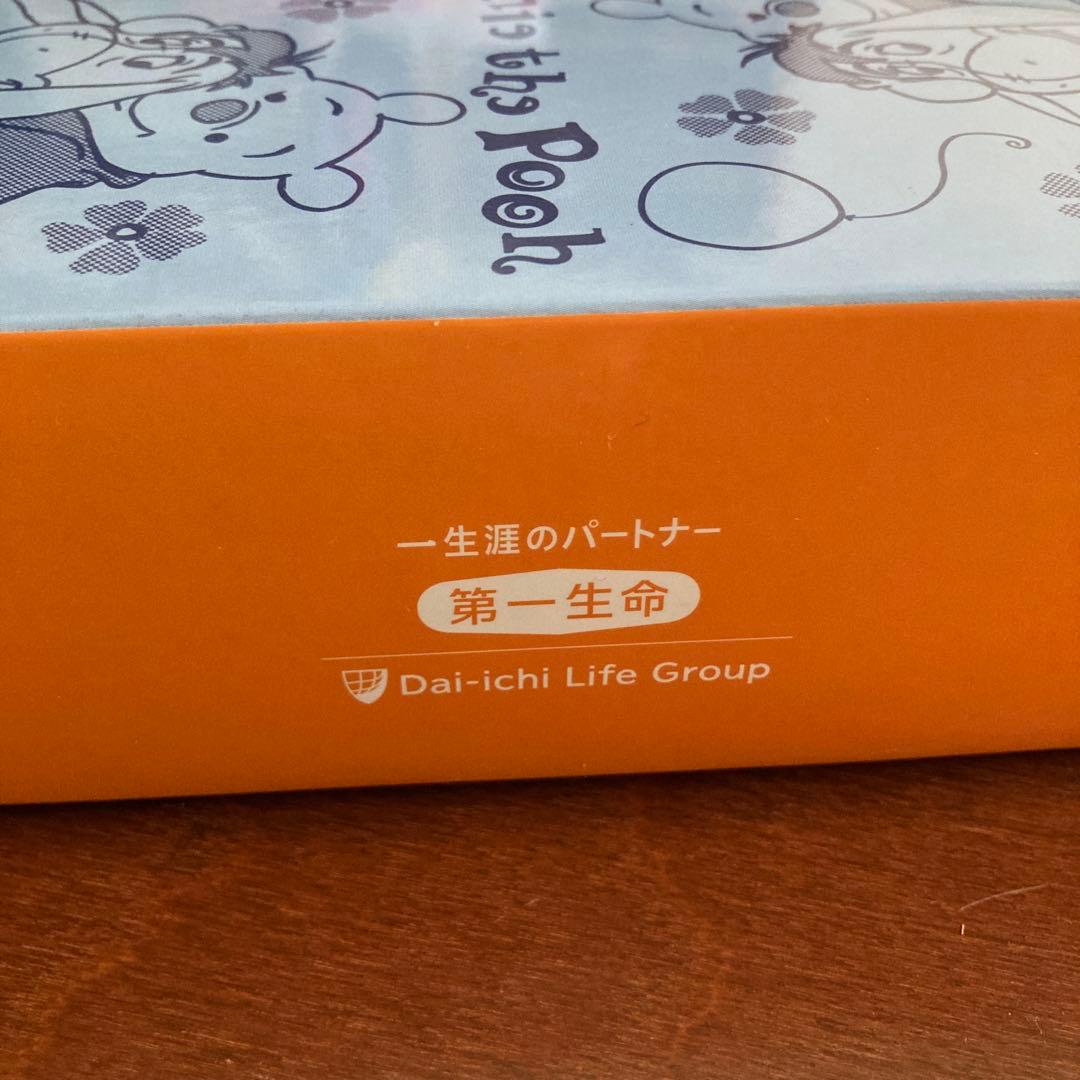 the Pooh
一生涯のパートナー
第一生命
Dai-ichi Life Group